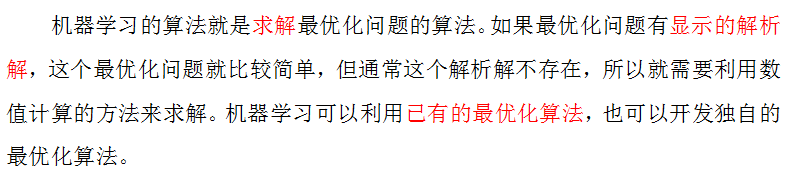 机器学习的算法就是求解最优化问题的算法。如果最优化问题有显示的解析
解，这个最优化问题就比较简单，但通常这个解析解不存在，所以就需要利用数
值计算的方法来求解。机器学习可以利用已有的最优化算法，也可以开发独自的
最优化算法。